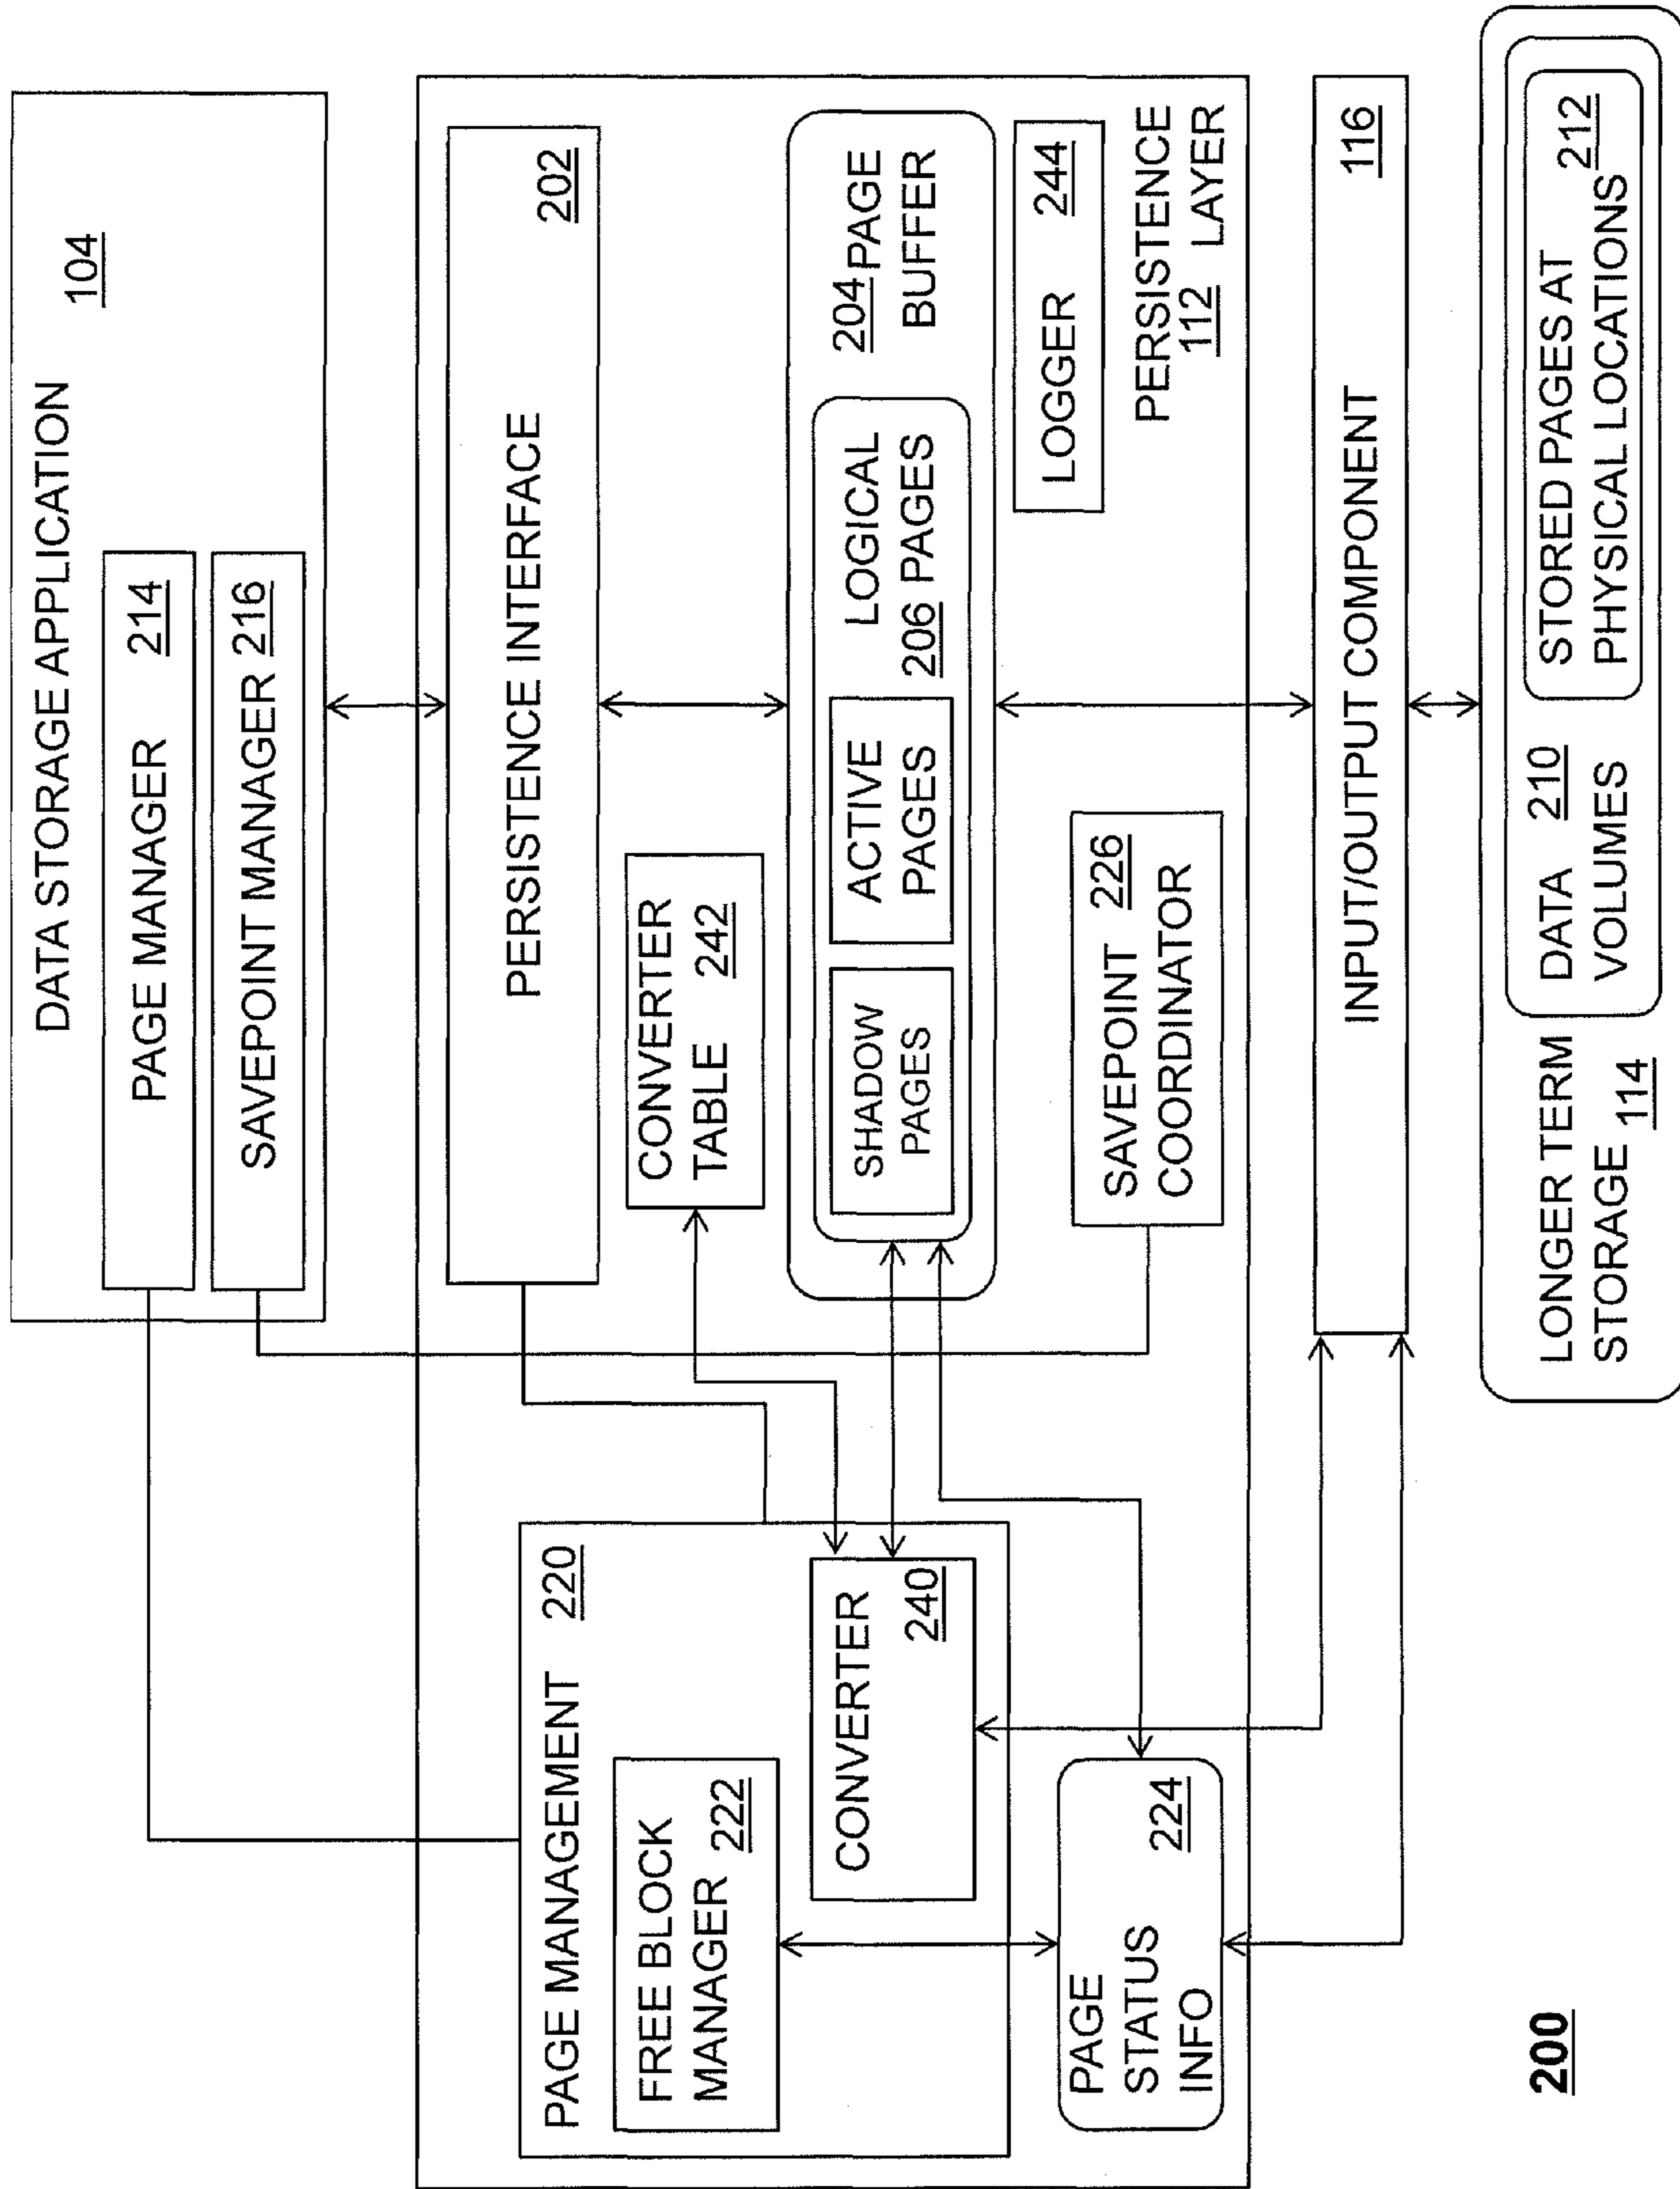 DATA STORAGE APPLICATION
104
PAGE MANAGER 214
SAVEPOINT MANAGER 216
PERSISTENCE INTERFACE
202
PAGE MANAGEMENT 220
FREE BLOCK
MANAGER 222
CONVERTER
240
CONVERTER
TABLE 242
SHADOW
PAGES
ACTIVE
PAGES
LOGICAL
206 PAGES
204 PAGE
BUFFER
PAGE
STATUS
INFO
224
SAVEPOINT
COORDINATOR
226
LOGGER 244
PERSISTENCE
112 LAYER
INPUT/OUTPUT COMPONENT
116
LONGER TERM
STORAGE 114
DATA 210
VOLUMES
STORED PAGES AT
PHYSICAL LOCATIONS
212
200